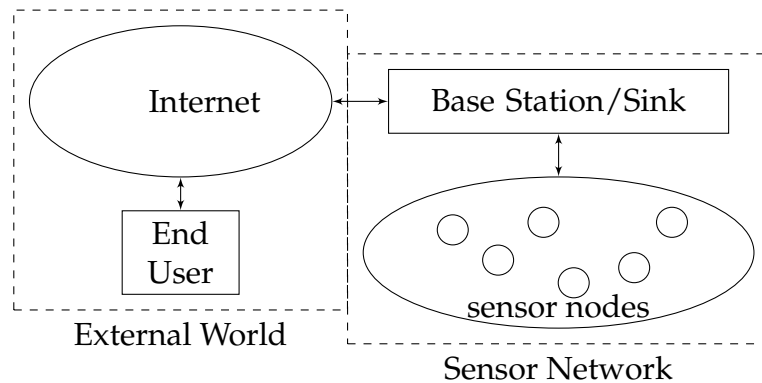 Internet
Base Station/Sink
End
User
sensor nodes
External World
Sensor Network